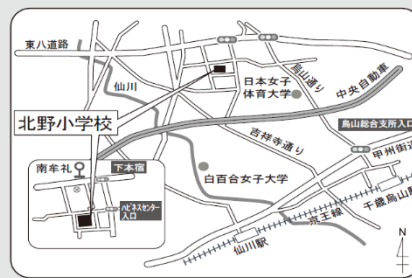 東八道路
仙川
烏山通り
日本女子
体育大学
中央自動車
北野小学校
吉祥寺通り
烏山総合支所入口
甲州街道
南牟礼
下本宿
ハピネスセンター
入口
白百合女子大学
京王線
千歳烏山駅
仙川駅
N